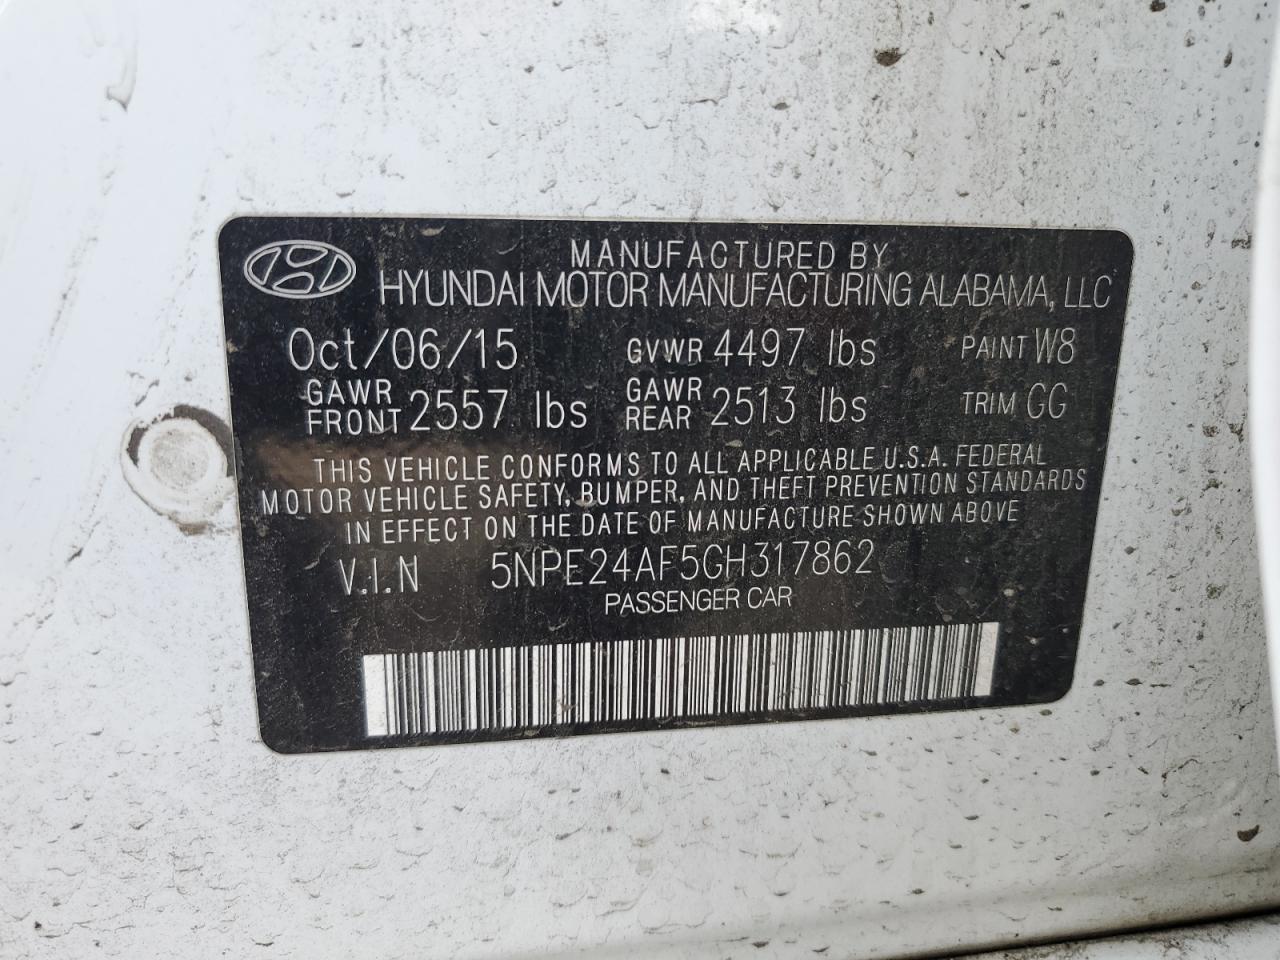 MANUFACTURED BY
HYUNDAI MOTOR MANUFACTURING ALABAMA, LLC
Oct/06/15 GVWR 4497 lbs PAINT W8
GAWR FRONT 2557 lbs GAWR REAR 2513 lbs TRIM GG
THIS VEHICLE CONFORMS TO ALL APPLICABLE U.S.A. FEDERAL
MOTOR VEHICLE SAFETY, BUMPER, AND THEFT PREVENTION STANDARDS
IN EFFECT ON THE DATE OF MANUFACTURE SHOWN ABOVE
V.I.N 5NPE24AF5GH317862
PASSENGER CAR